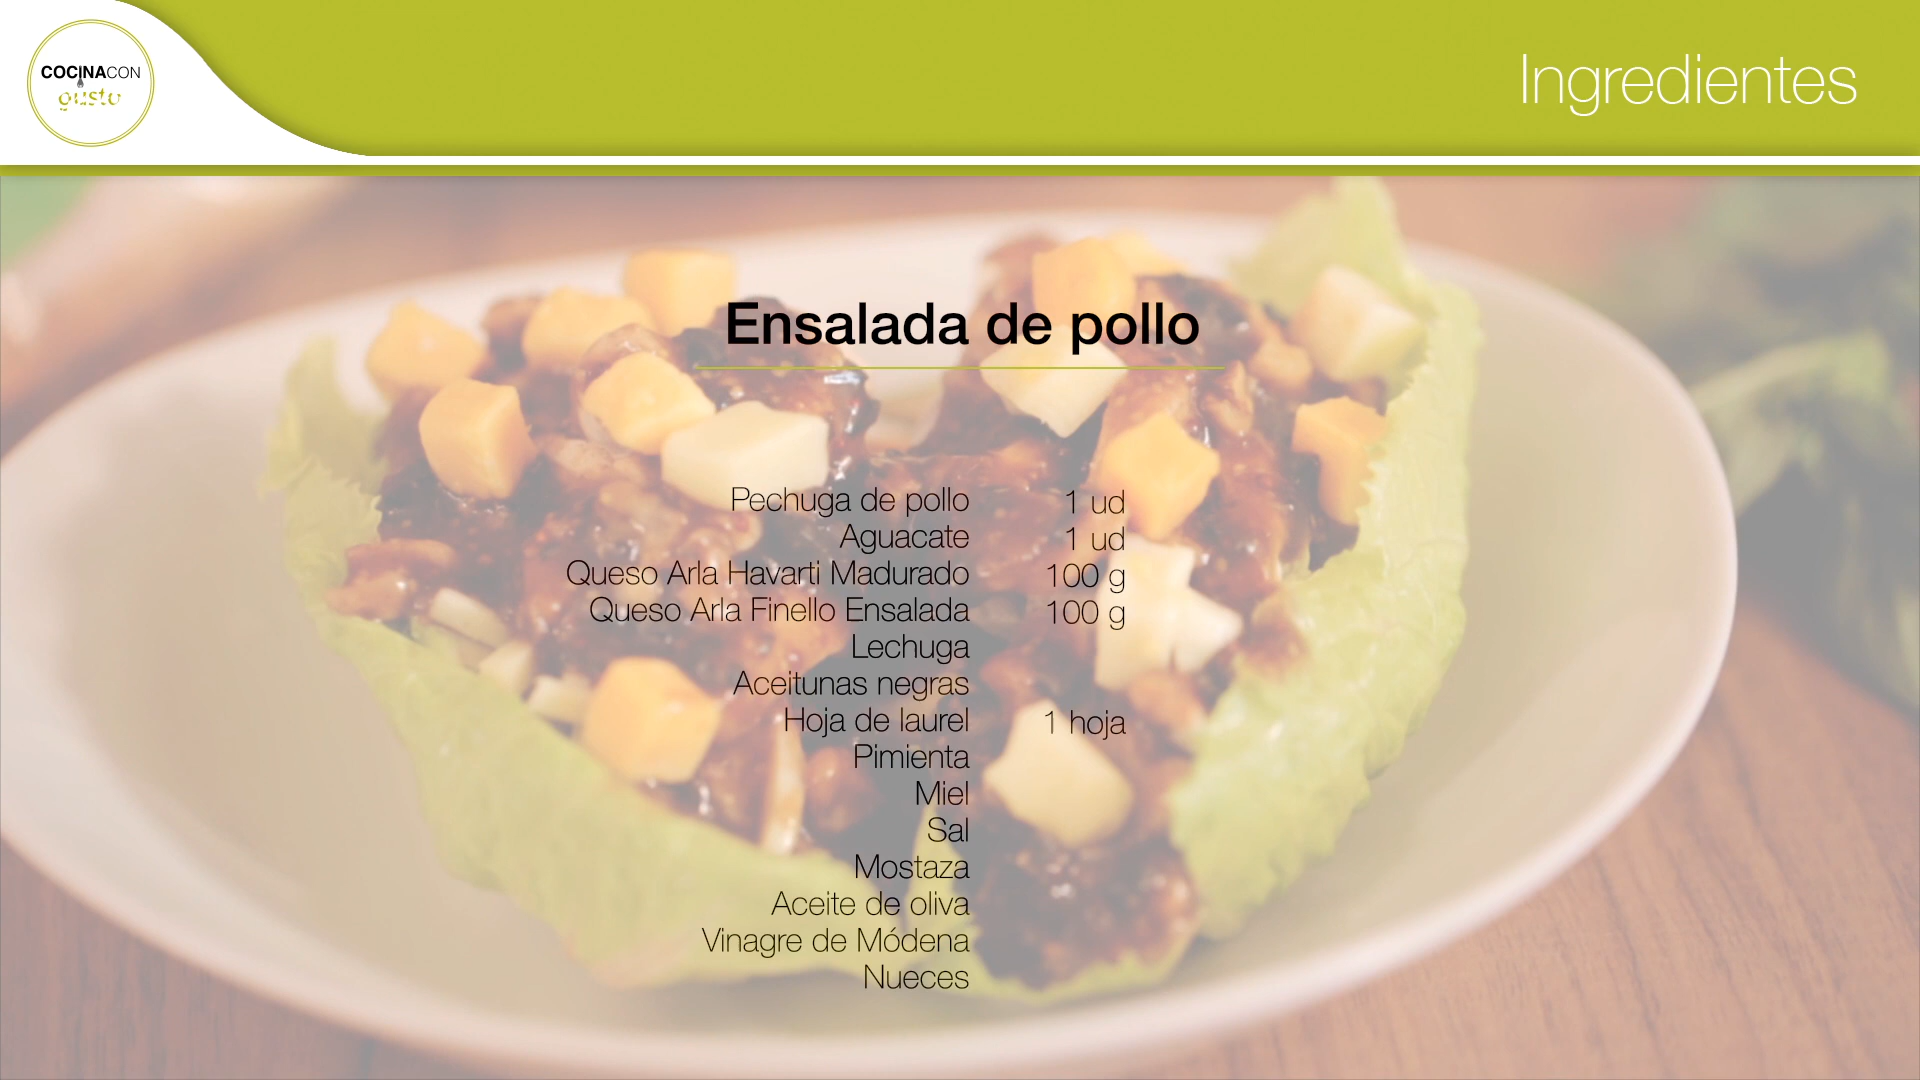 COCINACON
gusto
Ingredientes
Ensalada de pollo
Pechuga de pollo 1 ud
Aguacate 1 ud
Queso Arla Havarti Madurado 100 g
Queso Arla Finello Ensalada 100 g
Lechuga
Aceitunas negras
Hoja de laurel 1 hoja
Pimienta
Miel
Sal
Mostaza
Aceite de oliva
Vinagre de Módena
Nueces